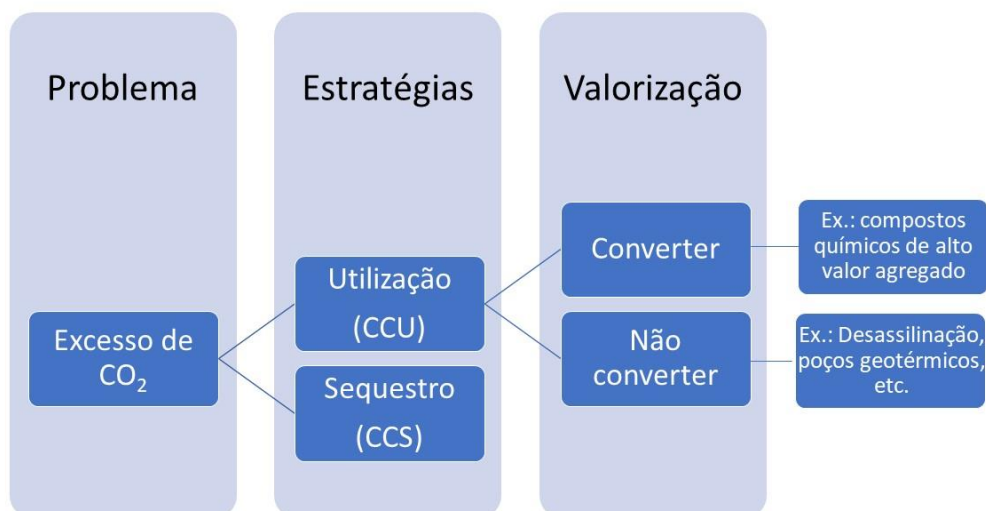 Problema
Estratégias
Valorização
Excesso de
CO₂
Utilização
(CCU)
Sequestro
(CCS)
Converter
Não
converter
Ex.: compostos
químicos de alto
valor agregado
Ex.: Desassilinação,
poços geotérmicos,
etc.